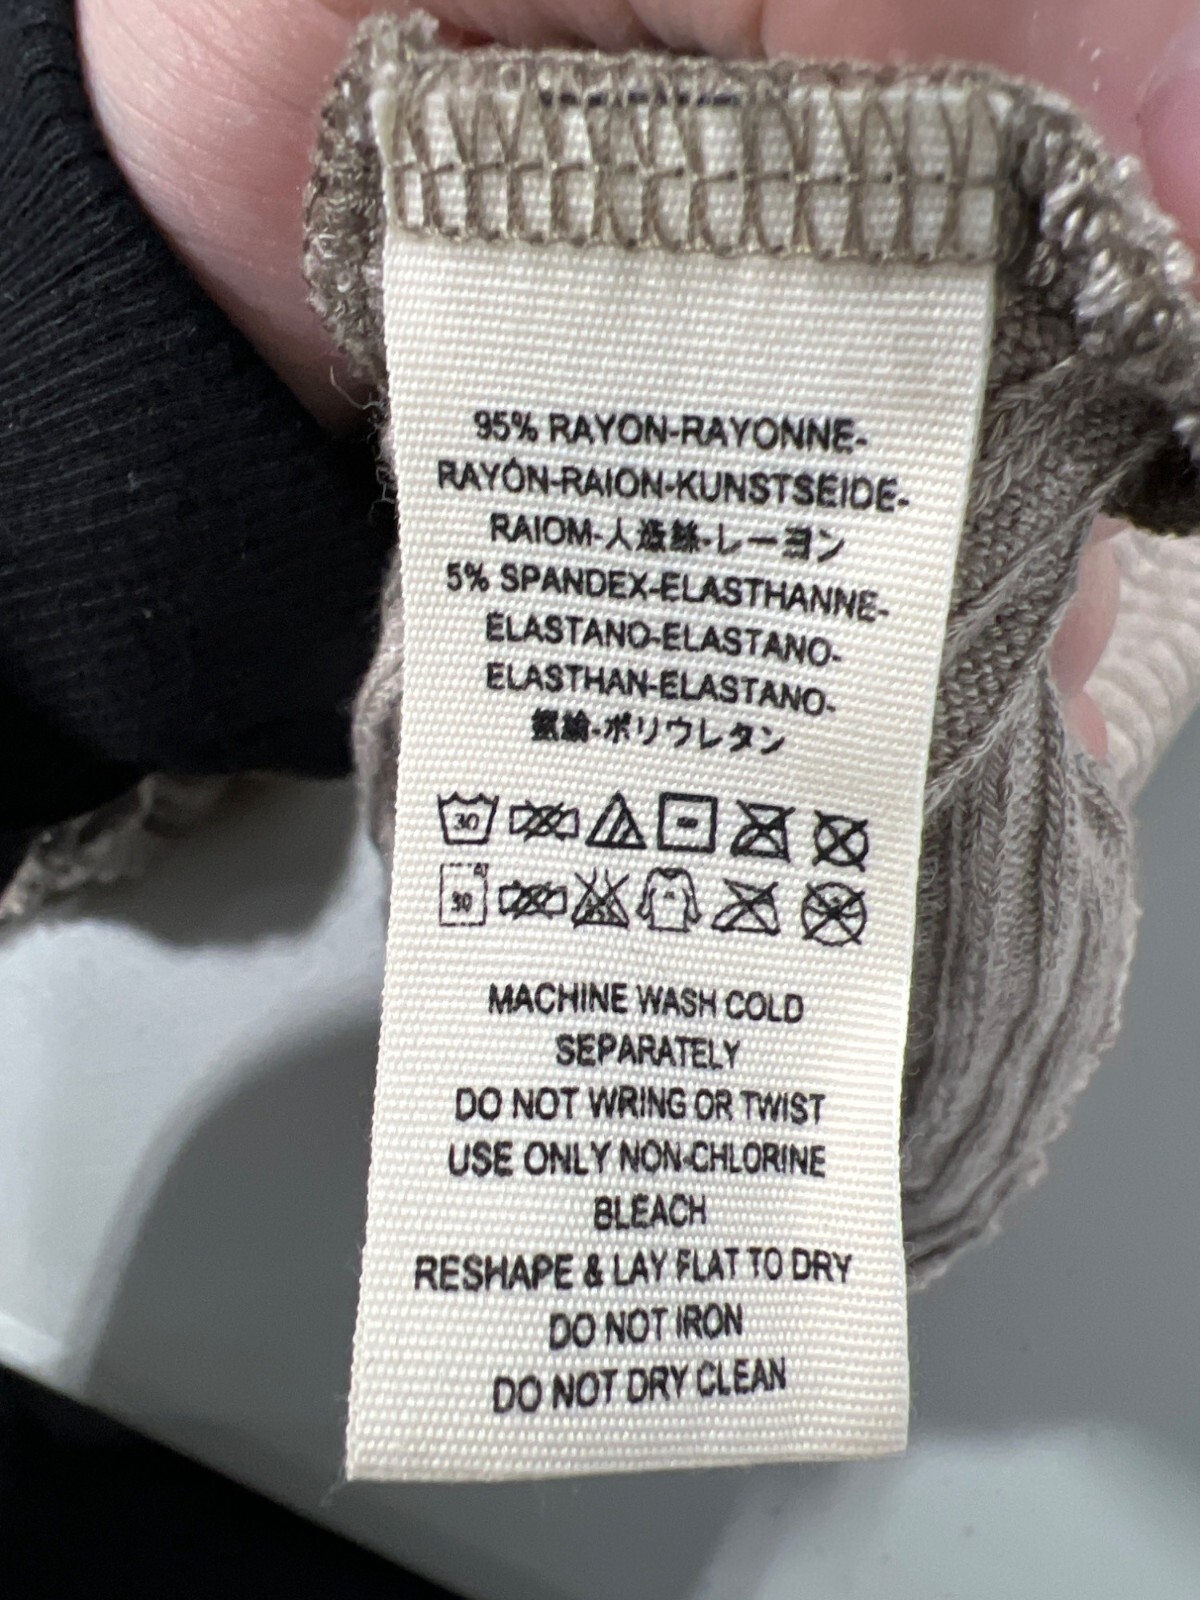 95% RAYON-RAYONNE-
RAYÓN-RAION-KUNSTSEIDE-
RAIOM-人造絲-レーヨン
5% SPANDEX-ELASTHANNE-
ELASTANO-ELASTANO-
ELASTHAN-ELASTANO-
ポリウレタン
30
30
MACHINE WASH COLD
SEPARATELY
DO NOT WRING OR TWIST
USE ONLY NON-CHLORINE
BLEACH
RESHAPE & LAY FLAT TO DRY
DO NOT IRON
DO NOT DRY CLEAN